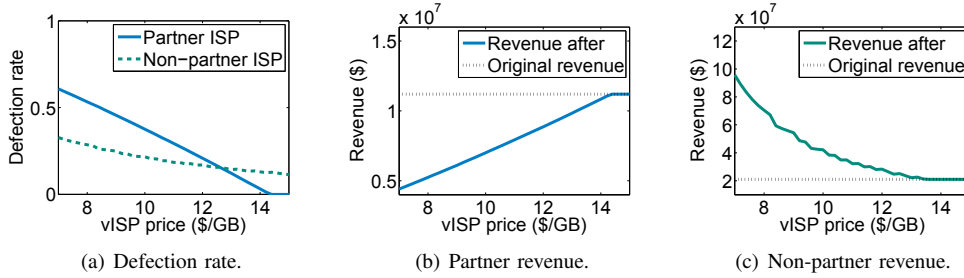 1
0.5
0
Defection rate
Partner ISP
Non-partner ISP
8 10 12 14
vISP price ($/GB)
(a) Defection rate.
x 10^7
1.5
1
0.5
Revenue ($)
Revenue after
Original revenue
8 10 12 14
vISP price ($/GB)
(b) Partner revenue.
x 10^7
12
10
8
6
4
2
Revenue ($)
Revenue after
Original revenue
8 10 12 14
vISP price ($/GB)
(c) Non-partner revenue.